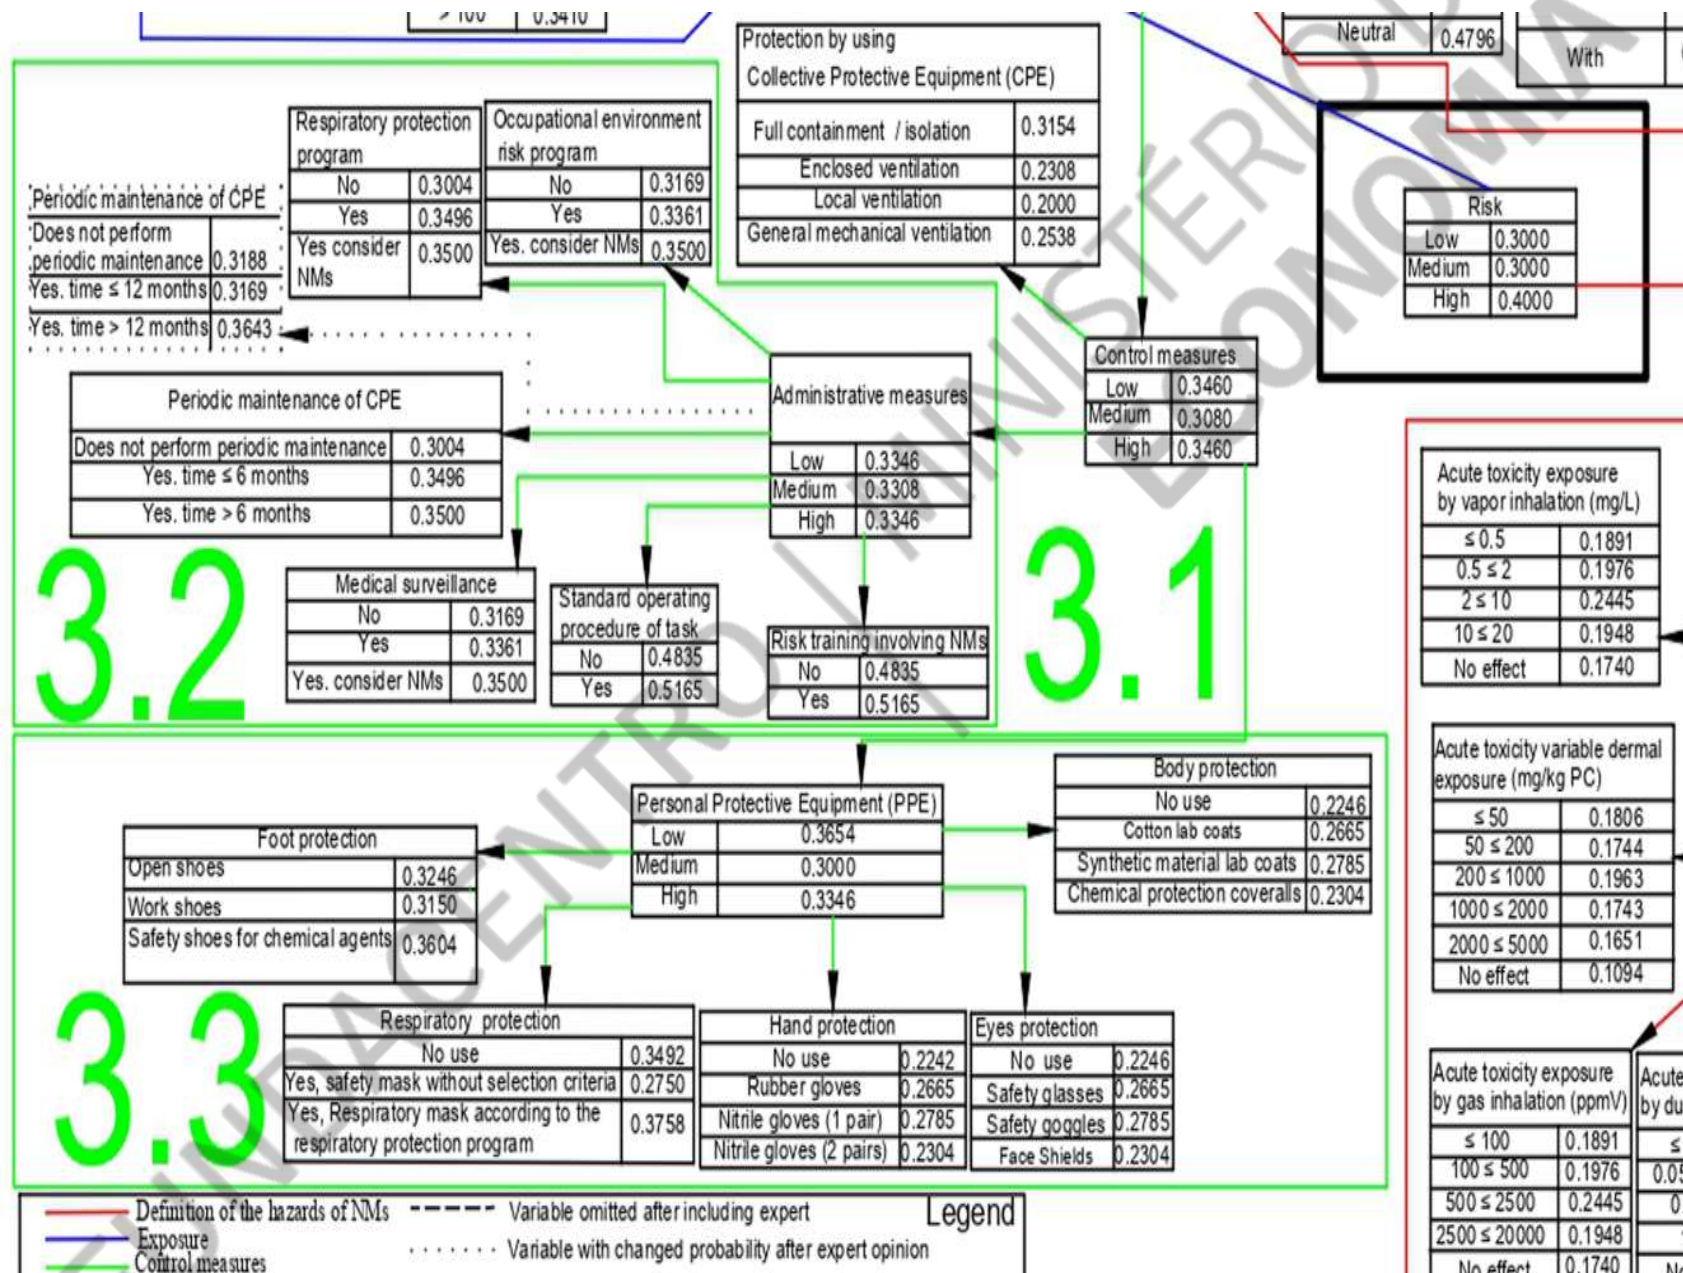 > 100 0.3410
Neutral 0.4796
With
Protection by using
Collective Protective Equipment (CPE)
Full containment / isolation 0.3154
Enclosed ventilation 0.2308
Local ventilation 0.2000
General mechanical ventilation 0.2538
Respiratory protection
program
No 0.3004
Yes 0.3496
Yes consider
NMs 0.3500
Occupational environment
risk program
No 0.3169
Yes 0.3361
Yes. consider NMs 0.3500
Periodic maintenance of CPE
Does not perform
periodic maintenance 0.3188
Yes. time ≤ 12 months 0.3169
Yes. time > 12 months 0.3643
Risk
Low 0.3000
Medium 0.3000
High 0.4000
Control measures
Low 0.3460
Medium 0.3080
High 0.3460
Administrative measures
Low 0.3346
Medium 0.3308
High 0.3346
Periodic maintenance of CPE
Does not perform periodic maintenance 0.3004
Yes. time ≤ 6 months 0.3496
Yes. time > 6 months 0.3500
3.2
Medical surveillance
No 0.3169
Yes 0.3361
Yes. consider NMs 0.3500
Standard operating
procedure of task
No 0.4835
Yes 0.5165
Risk training involving NMs
No 0.4835
Yes 0.5165
3.1
Acute toxicity exposure
by vapor inhalation (mg/L)
≤ 0.5 0.1891
0.5 ≤ 2 0.1976
2 ≤ 10 0.2445
10 ≤ 20 0.1948
No effect 0.1740
Acute toxicity variable dermal
exposure (mg/kg PC)
≤ 50 0.1806
50 ≤ 200 0.1744
200 ≤ 1000 0.1963
1000 ≤ 2000 0.1743
2000 ≤ 5000 0.1651
No effect 0.1094
Personal Protective Equipment (PPE)
Low 0.3654
Medium 0.3000
High 0.3346
Body protection
No use 0.2246
Cotton lab coats 0.2665
Synthetic material lab coats 0.2785
Chemical protection coveralls 0.2304
Foot protection
Open shoes 0.3246
Work shoes 0.3150
Safety shoes for chemical agents 0.3604
3.3
Respiratory protection
No use 0.3492
Yes, safety mask without selection criteria 0.2750
Yes, Respiratory mask according to the
respiratory protection program 0.3758
Hand protection
No use 0.2242
Rubber gloves 0.2665
Nitrile gloves (1 pair) 0.2785
Nitrile gloves (2 pairs) 0.2304
Eyes protection
No use 0.2246
Safety glasses 0.2665
Safety goggles 0.2785
Face Shields 0.2304
Acute toxicity exposure
by gas inhalation (ppmV)
≤ 100 0.1891
100 ≤ 500 0.1976
500 ≤ 2500 0.2445
2500 ≤ 20000 0.1948
No effect 0.1740
Acute
by du
≤
0.05
Legend
Definition of the hazards of NMs
Exposure
Control measures
Variable omitted after including expert
Variable with changed probability after expert opinion
FUNDACENTRO | MINISTÉRIO D
ECONOMIA